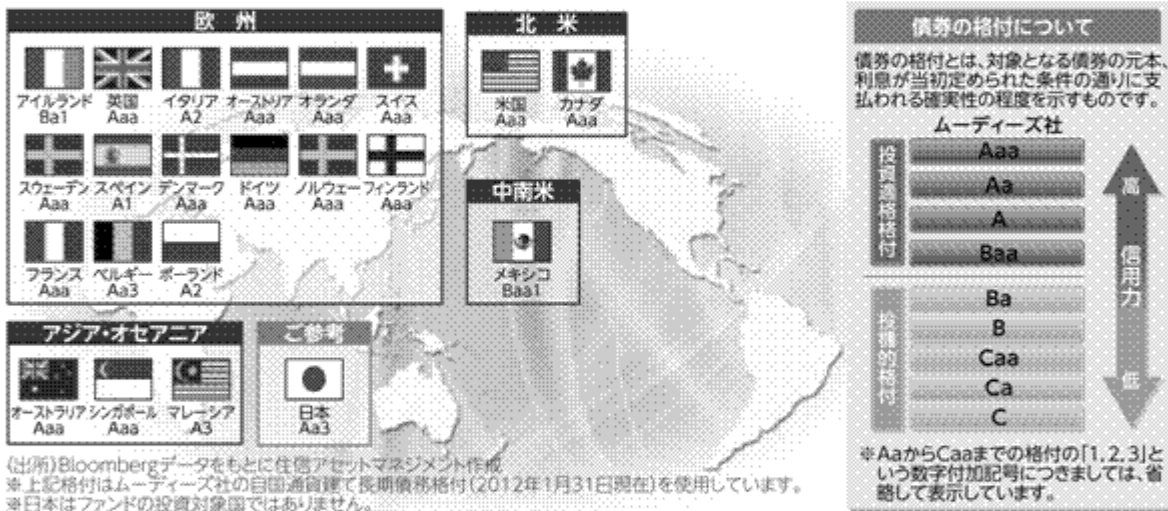 欧州
アイルランド 英国 イタリア オーストリア オランダ スイス
Ba1 Aaa A2 Aaa Aaa Aaa
スウェーデン スペイン デンマーク ドイツ ノルウェー フィンランド
Aaa A1 Aaa Aaa Aaa Aaa
フランス ベルギー ポーランド
Aaa Aa3 A2
北米
米国 カナダ
Aaa Aaa
中南米
メキシコ
Baa1
アジア・オセアニア
オーストラリア シンガポール マレーシア
Aaa Aaa A3
ご参考
日本
Aa3
(出所)Bloombergデータをもとに住信アセットマネジメント作成
※上記格付はムーディーズ社の自国通貨建て長期債務格付(2012年1月31日現在)を使用しています。
※日本はファンドの投資対象国ではありません。
債券の格付について
債券の格付とは、対象となる債券の元本、
利息が当初定められた条件の通りに支
払われる確実性の程度を示すものです。
ムーディーズ社
投資適格格付
Aaa
Aa
A
Baa
投機的格付
Ba
B
Caa
Ca
C
高
信用力
低
※AaからCaaまでの格付の「1,2,3」と
いう数字付加記号につきましては、省
略して表示しています。